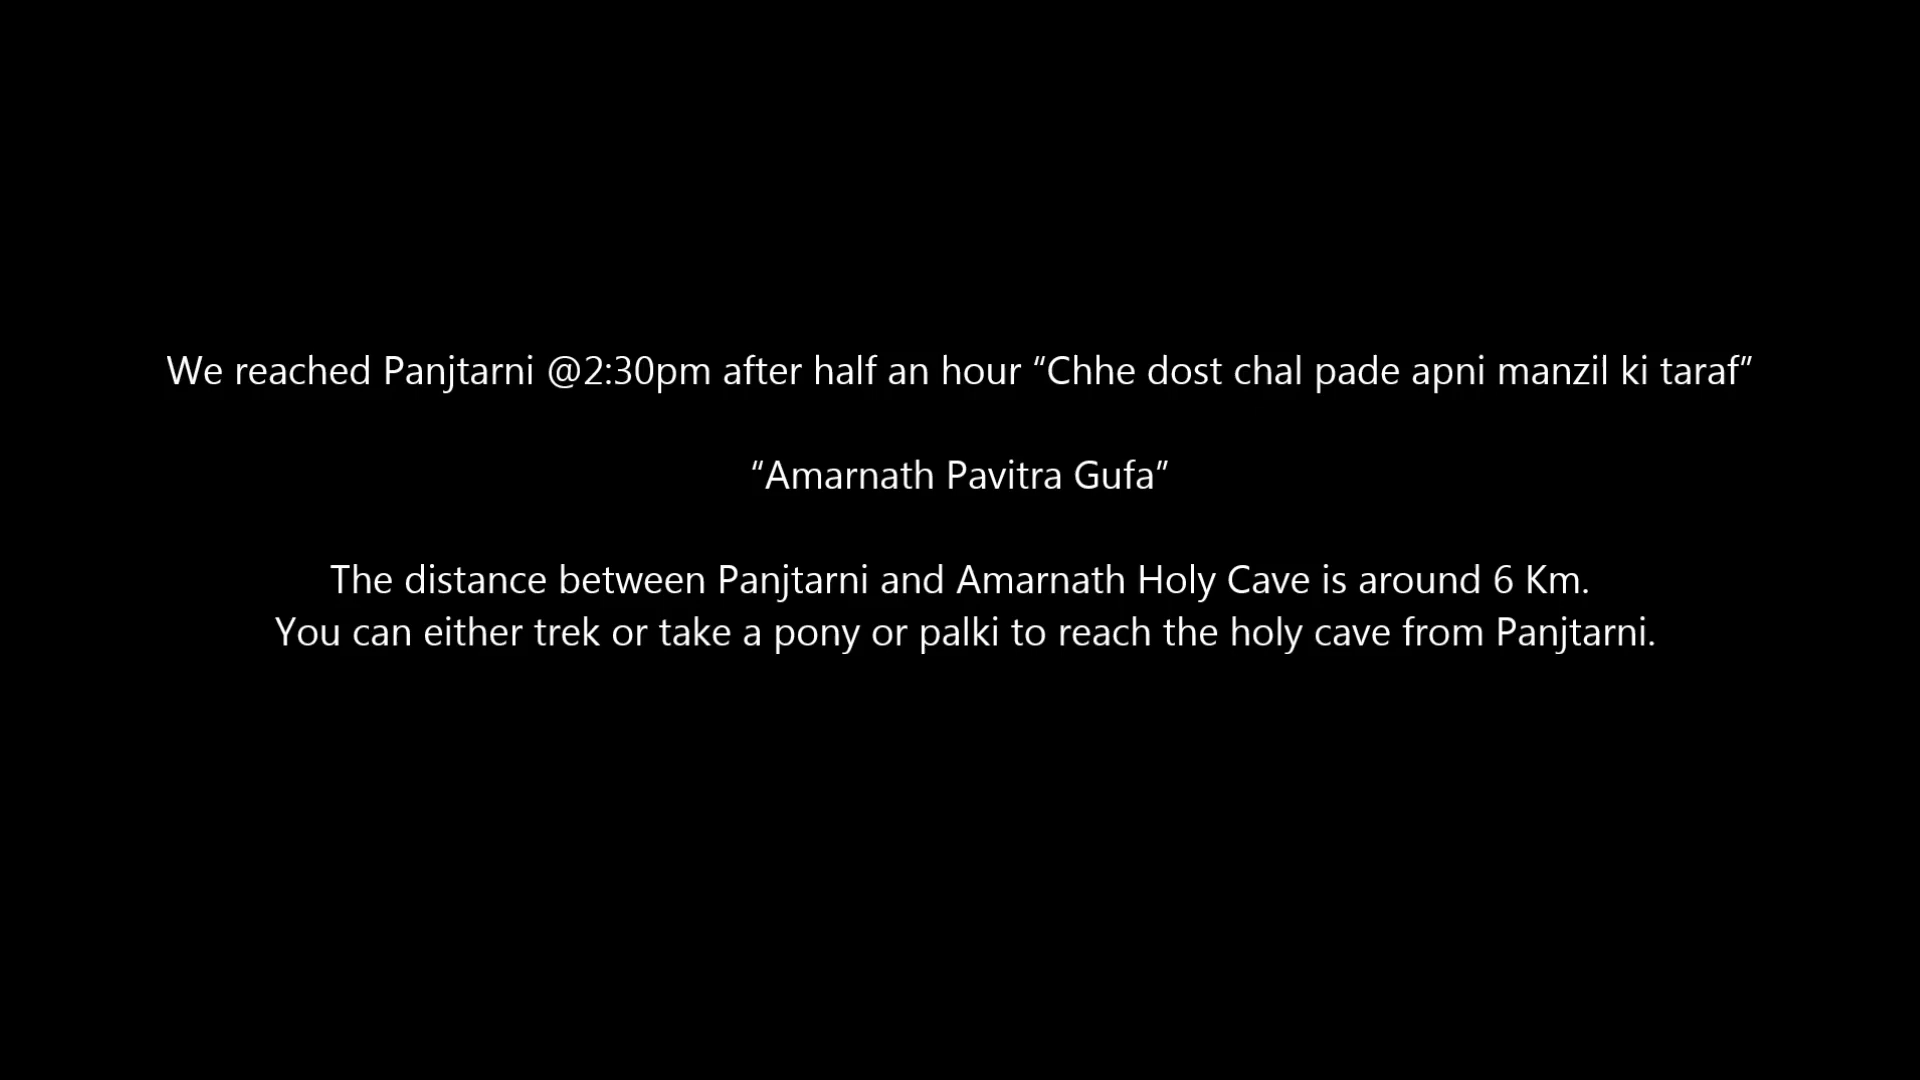 We reached Panjtarni @2:30pm after half an hour “Chhe dost chal pade apni manzil ki taraf”
“Amarnath Pavitra Gufa”
The distance between Panjtarni and Amarnath Holy Cave is around 6 Km.
You can either trek or take a pony or palki to reach the holy cave from Panjtarni.